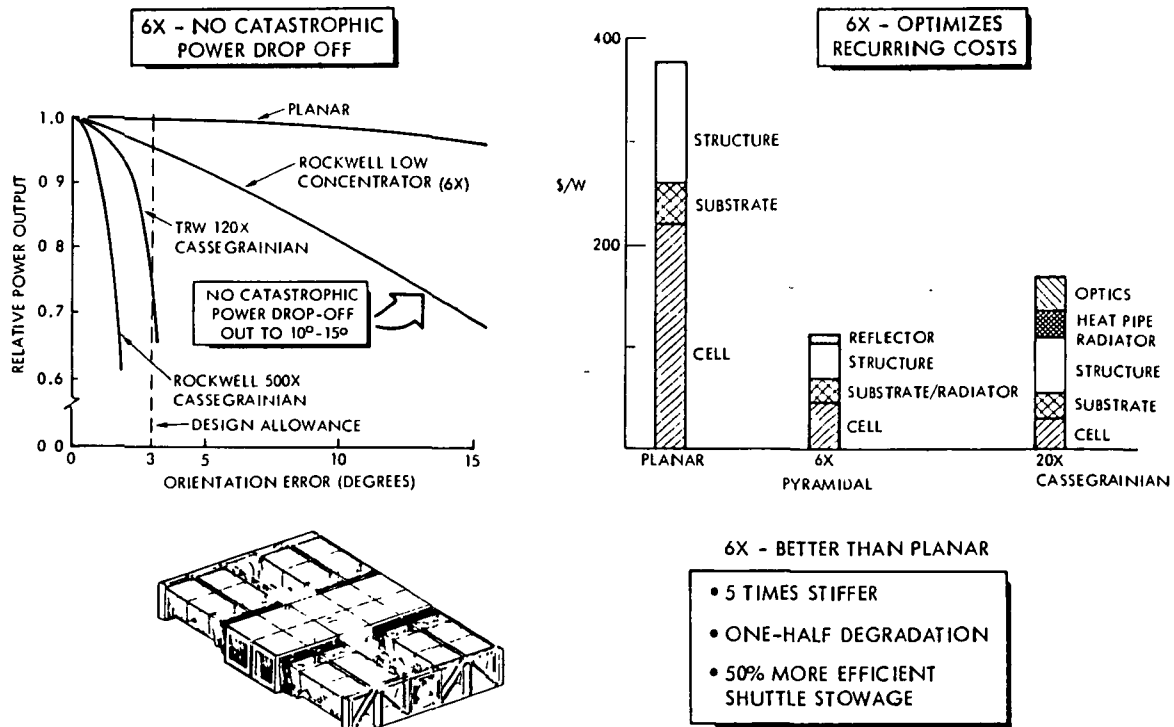 6X - NO CATASTROPHIC
POWER DROP OFF
1.0
0 9
0 8
0.7
0.6
0 0
RELATIVE POWER OUTPUT
PLANAR
ROCKWELL LOW
CONCENTRATOR (6X)
TRW 120X
CASSEGRAINIAN
NO CATASTROPHIC
POWER DROP-OFF
OUT TO 10°-15°
ROCKWELL 500X
CASSEGRAINIAN
DESIGN ALLOWANCE
0
3
5
10
15
ORIENTATION ERROR (DEGREES)
6X - OPTIMIZES
RECURRING COSTS
400
$/W
200
0
STRUCTURE
SUBSTRATE
CELL
REFLECTOR
STRUCTURE
SUBSTRATE/RADIATOR
CELL
OPTICS
HEAT PIPE
RADIATOR
STRUCTURE
SUBSTRATE
CELL
PLANAR
6X
PYRAMIDAL
20X
CASSEGRAINIAN
6X - BETTER THAN PLANAR
• 5 TIMES STIFFER
• ONE-HALF DEGRADATION
• 50% MORE EFFICIENT
SHUTTLE STOWAGE